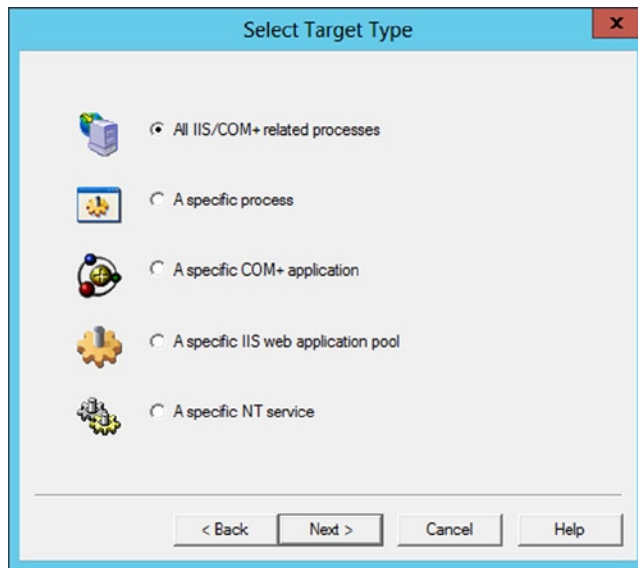 Select Target Type
x
All IIS/COM+ related processes
A specific process
A specific COM+ application
A specific IIS web application pool
A specific NT service
< Back Next > Cancel Help